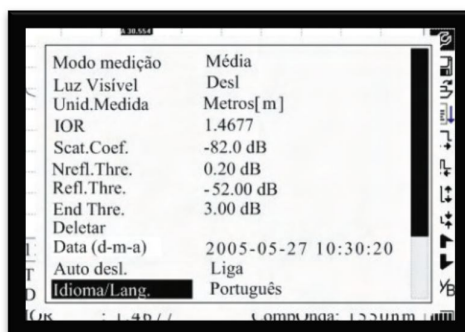 A 30.554
Modo medição Média
Luz Visível Desl
Unid.Medida Metros[m]
IOR 1.4677
Scat.Coef. -82.0 dB
Nrefl.Thre. 0.20 dB
Refl.Thre. -52.00 dB
End Thre. 3.00 dB
Deletar
Data (d-m-a) 2005-05-27 10:30:20
Auto desl. Liga
Idioma/Lang. Português